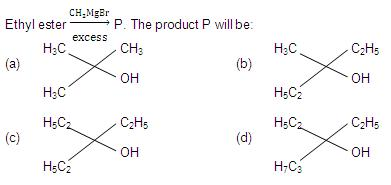 CH₃MgBr
Ethyl ester → P. The product P will be:
excess
(a) H₃C CH₃ H₃C OH
(b) H₃C C₂H₅ H₅C₂ OH
(c) H₅C₂ C₂H₅ H₅C₂ OH
(d) H₅C₂ C₂H₅ H₇C₃ OH